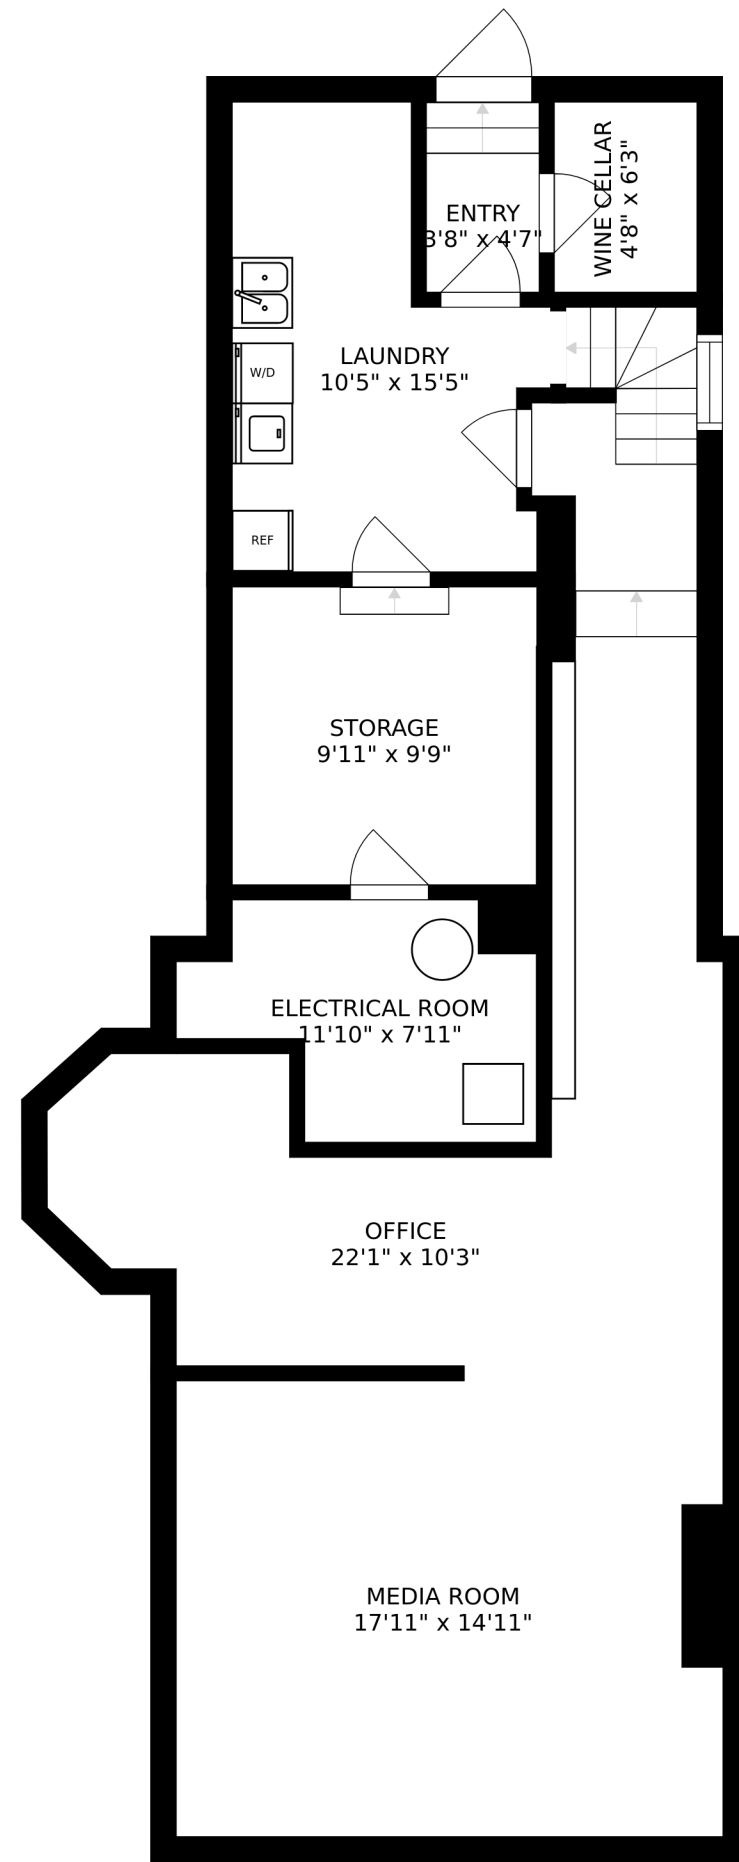 ENTRY
3'8" x 4'7"
WINE CELLAR
4'8" x 6'3"
LAUNDRY
10'5" x 15'5"
W/D
REF
STORAGE
9'11" x 9'9"
ELECTRICAL ROOM
11'10" x 7'11"
OFFICE
22'1" x 10'3"
MEDIA ROOM
17'11" x 14'11"